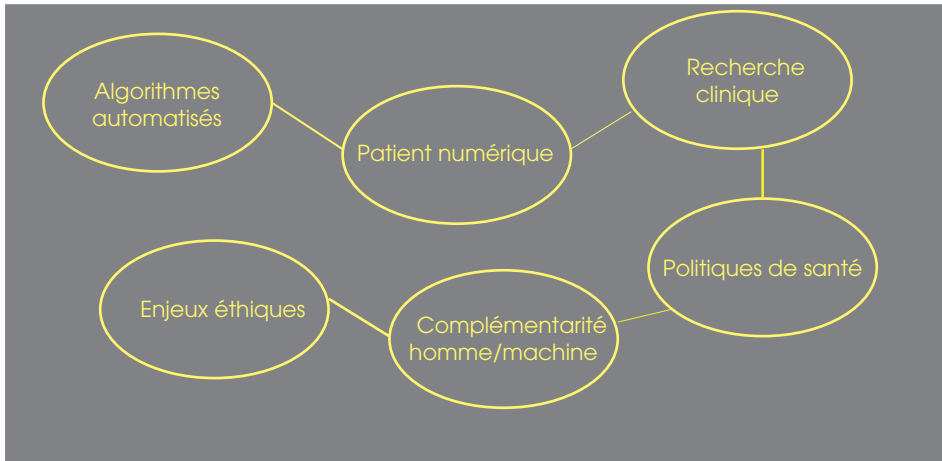 Algorithmes
automatisés
Patient numérique
Recherche
clinique
Politiques de santé
Complémentarité
homme/machine
Enjeux éthiques